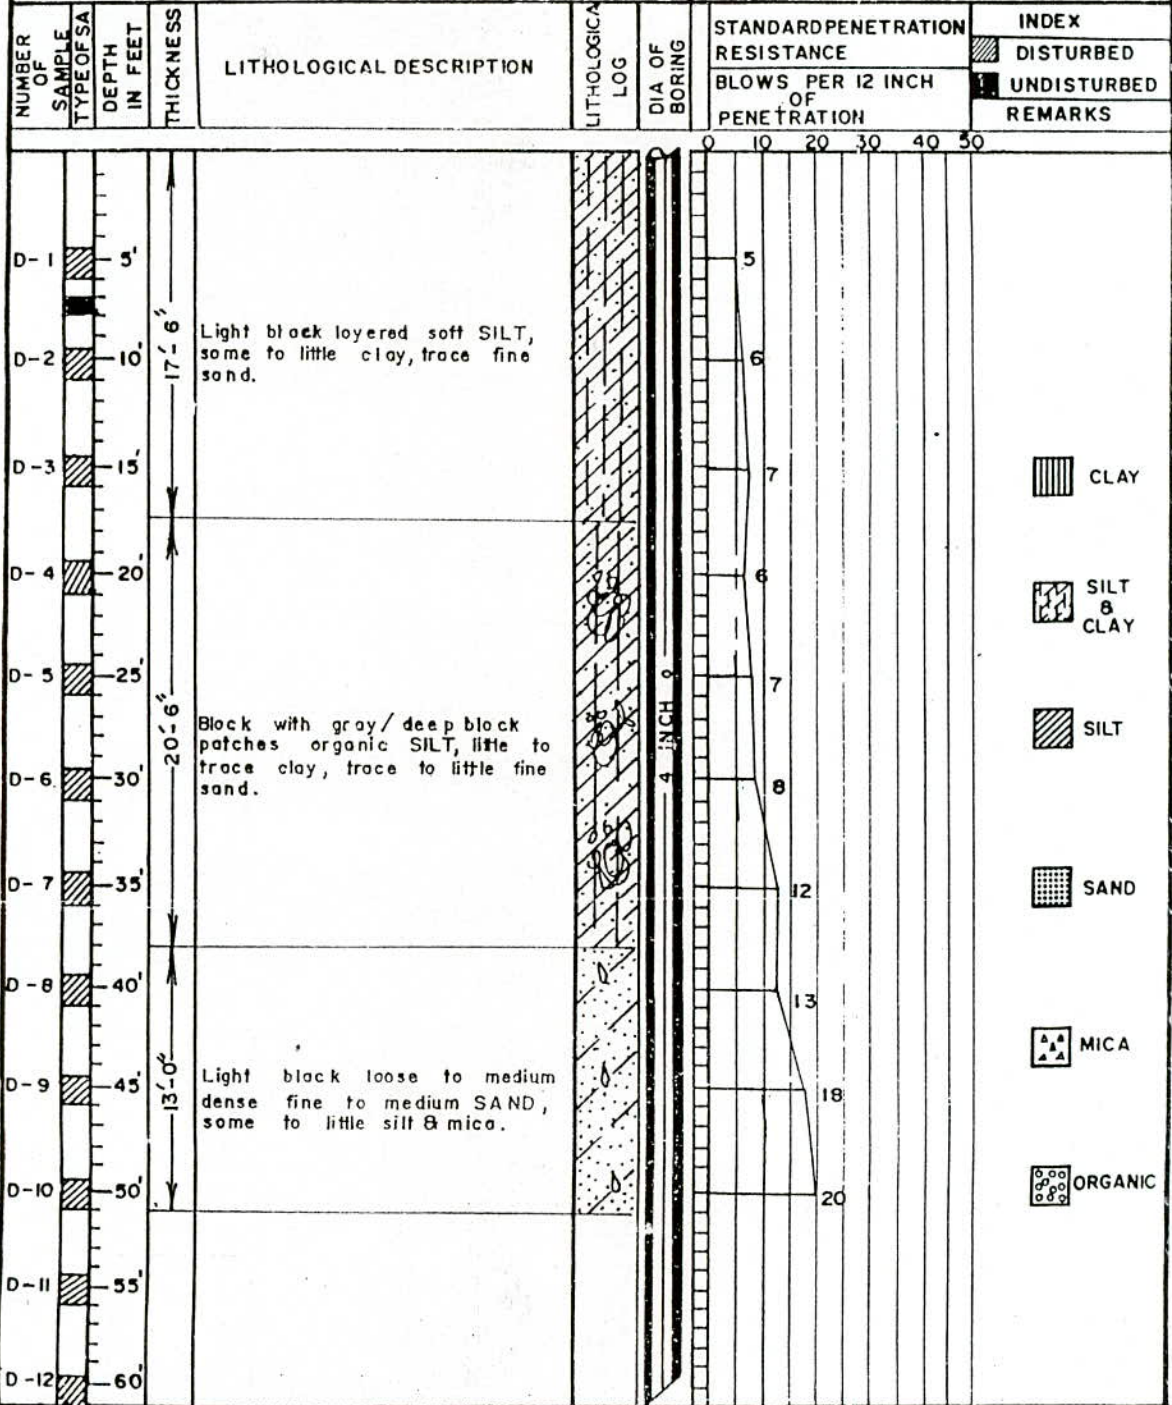 NUMBER OF SAMPLE
TYPE OF SA
DEPTH IN FEET
THICKNESS
LITHOLOGICAL DESCRIPTION
LITHOLOGICA LOG
DIA OF BORING
STANDARD PENETRATION
RESISTANCE
BLOWS PER 12 INCH
OF
PENETRATION
INDEX
DISTURBED
UNDISTURBED
REMARKS
0 10 20 30 40 50
D-1 5' 5
D-2 10' 6
D-3 15' 7
17'-6"
Light black layered soft SILT,
some to little clay, trace fine
sand.
D-4 20' 6
D-5 25' 7
D-6 30' 8
D-7 35' 12
20'-6"
Block with gray/deep block
patches organic SILT, little to
trace clay, trace to little fine
sand.
4 INCH
D-8 40' 13
D-9 45' 18
D-10 50' 20
13'-0"
Light black loose to medium
dense fine to medium SAND,
some to little silt & mica.
D-11 55'
D-12 60'
CLAY
SILT
&
CLAY
SILT
SAND
MICA
ORGANIC